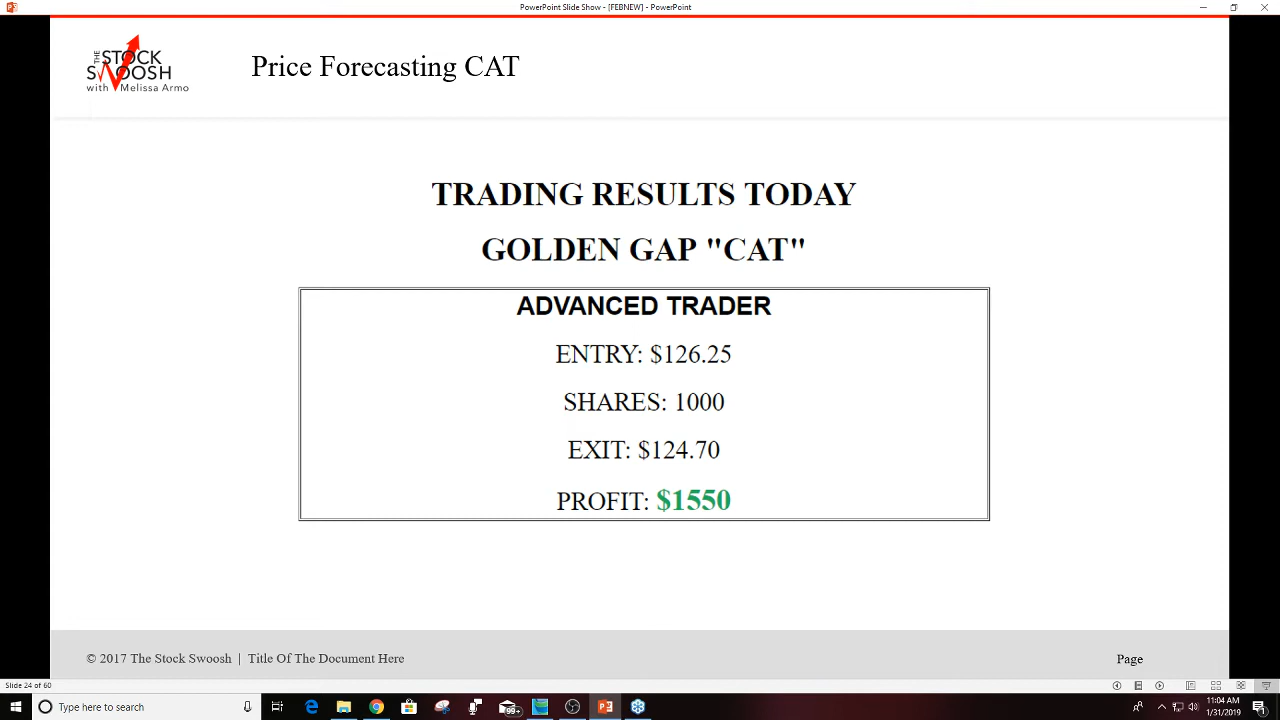 PowerPoint Slide Show - [FEBNEW] - PowerPoint
THE STOCK
SWOOSH
with Melissa Armo
Price Forecasting CAT
TRADING RESULTS TODAY
GOLDEN GAP "CAT"
ADVANCED TRADER
ENTRY: $126.25
SHARES: 1000
EXIT: $124.70
PROFIT: $1550
© 2017 The Stock Swoosh | Title Of The Document Here
Page
Slide 24 of 60
Type here to search
99+
11:04 AM
1/31/2019
1